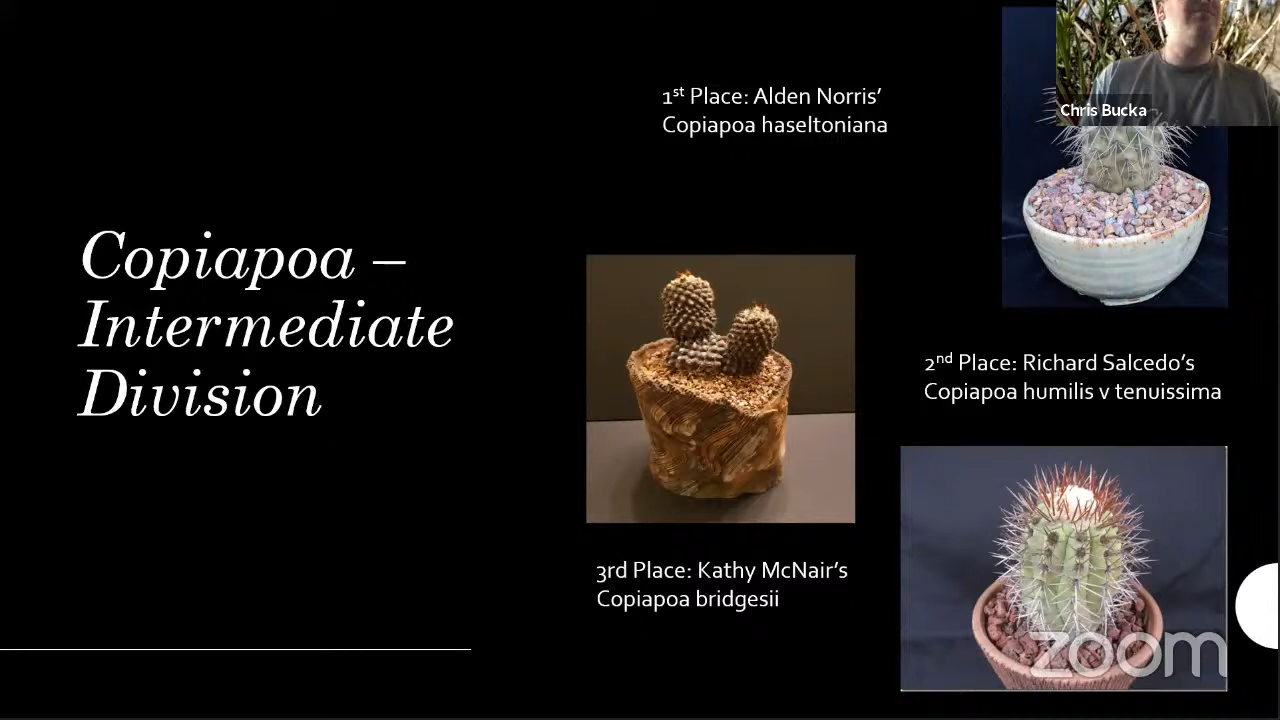 Copiapoa –
Intermediate
Division
1st Place: Alden Norris’
Copiapoa haseltoniana
Chris Bucka
2nd Place: Richard Salcedo’s
Copiapoa humilis v tenuissima
3rd Place: Kathy McNair’s
Copiapoa bridgesii
zoom